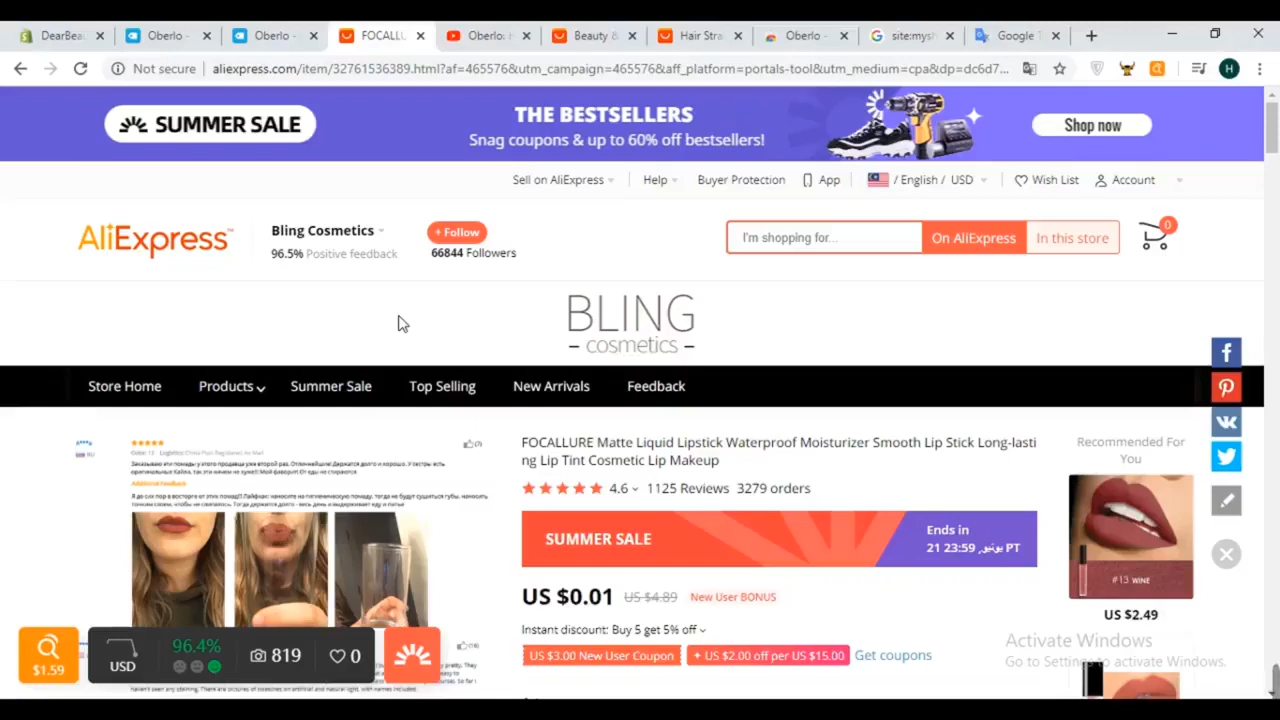 DearBeau
Oberlo -
Oberlo -
FOCALLU
Oberlo:
Beauty &
Hair Stra
Oberlo -
site:mysh
Google T
Not secure
aliexpress.com/item/32761536389.html?af=465576&utm_campaign=465576&aff_platform=portals-tool&utm_medium=cpa&dp=dc6d7...
H
SUMMER SALE
THE BESTSELLERS
Snag coupons & up to 60% off bestsellers!
Shop now
Sell on AliExpress
Help
Buyer Protection
App
/ English / USD
Wish List
Account
AliExpress
Bling Cosmetics
96.5% Positive feedback
+ Follow
66844 Followers
I'm shopping for...
On AliExpress
In this store
0
BLING
– cosmetics –
Store Home
Products
Summer Sale
Top Selling
New Arrivals
Feedback
A***a
RU
(7)
Additional Feedback
FOCALLURE Matte Liquid Lipstick Waterproof Moisturizer Smooth Lip Stick Long-lasti
ng Lip Tint Cosmetic Lip Makeup
4.6
1125 Reviews
3279 orders
SUMMER SALE
Ends in
21 يونيو, 23:59 PT
US $0.01
US $4.89
New User BONUS
Instant discount: Buy 5 get 5% off
US $3.00 New User Coupon
+ US $2.00 off per US $15.00
Get coupons
Recommended For
You
#13 WINE
US $2.49
$1.59
USD
96.4%
819
0
(16)
Activate Windows
Go to Settings to activate Windows.